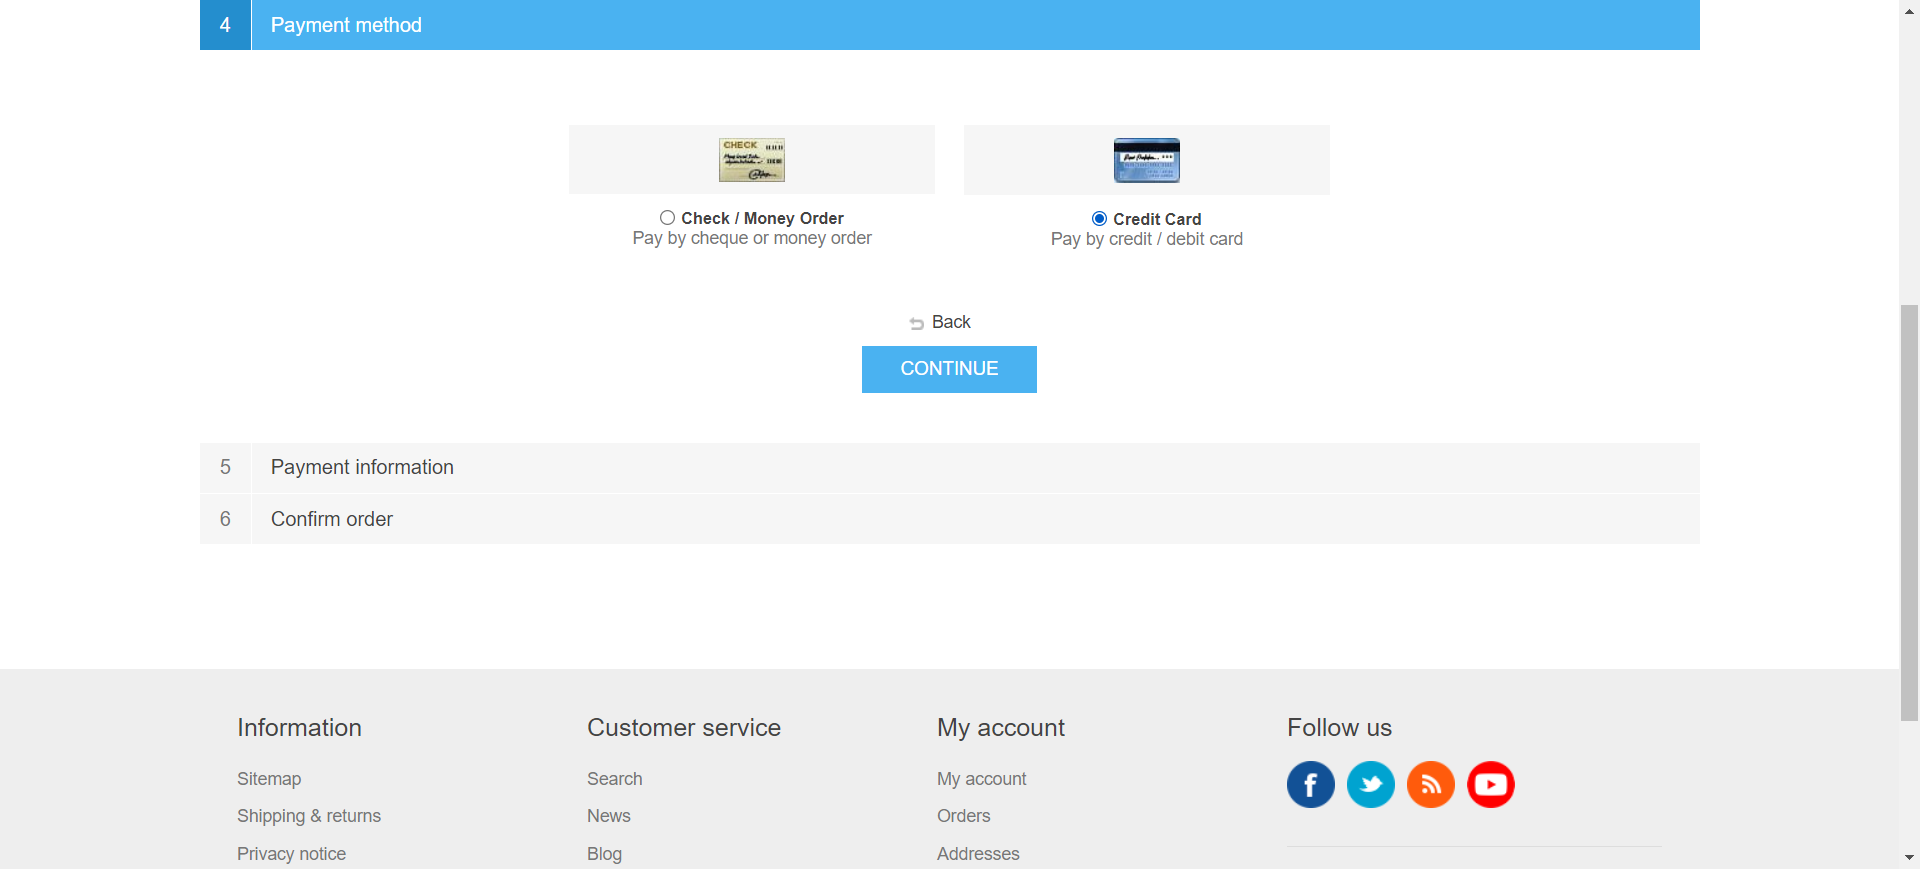 4 Payment method
CHECK
Check / Money Order
Pay by cheque or money order
Credit Card
Pay by credit / debit card
Back
CONTINUE
5 Payment information
6 Confirm order
Information
Sitemap
Shipping & returns
Privacy notice
Customer service
Search
News
Blog
My account
My account
Orders
Addresses
Follow us